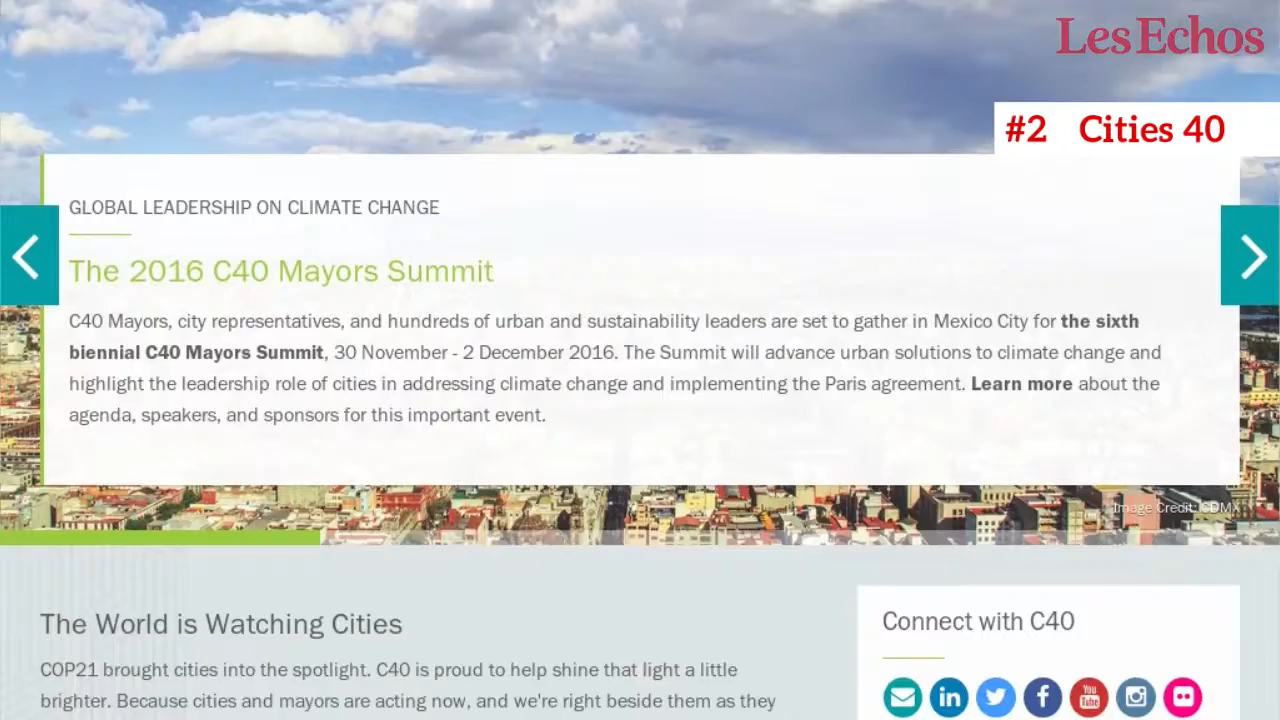 Les Echos
#2 Cities 40
GLOBAL LEADERSHIP ON CLIMATE CHANGE
The 2016 C40 Mayors Summit
C40 Mayors, city representatives, and hundreds of urban and sustainability leaders are set to gather in Mexico City for the sixth
biennial C40 Mayors Summit, 30 November - 2 December 2016. The Summit will advance urban solutions to climate change and
highlight the leadership role of cities in addressing climate change and implementing the Paris agreement. Learn more about the
agenda, speakers, and sponsors for this important event.
Image Credit: CDMX
The World is Watching Cities
COP21 brought cities into the spotlight. C40 is proud to help shine that light a little
brighter. Because cities and mayors are acting now, and we're right beside them as they
Connect with C40
in
f
You
Tube